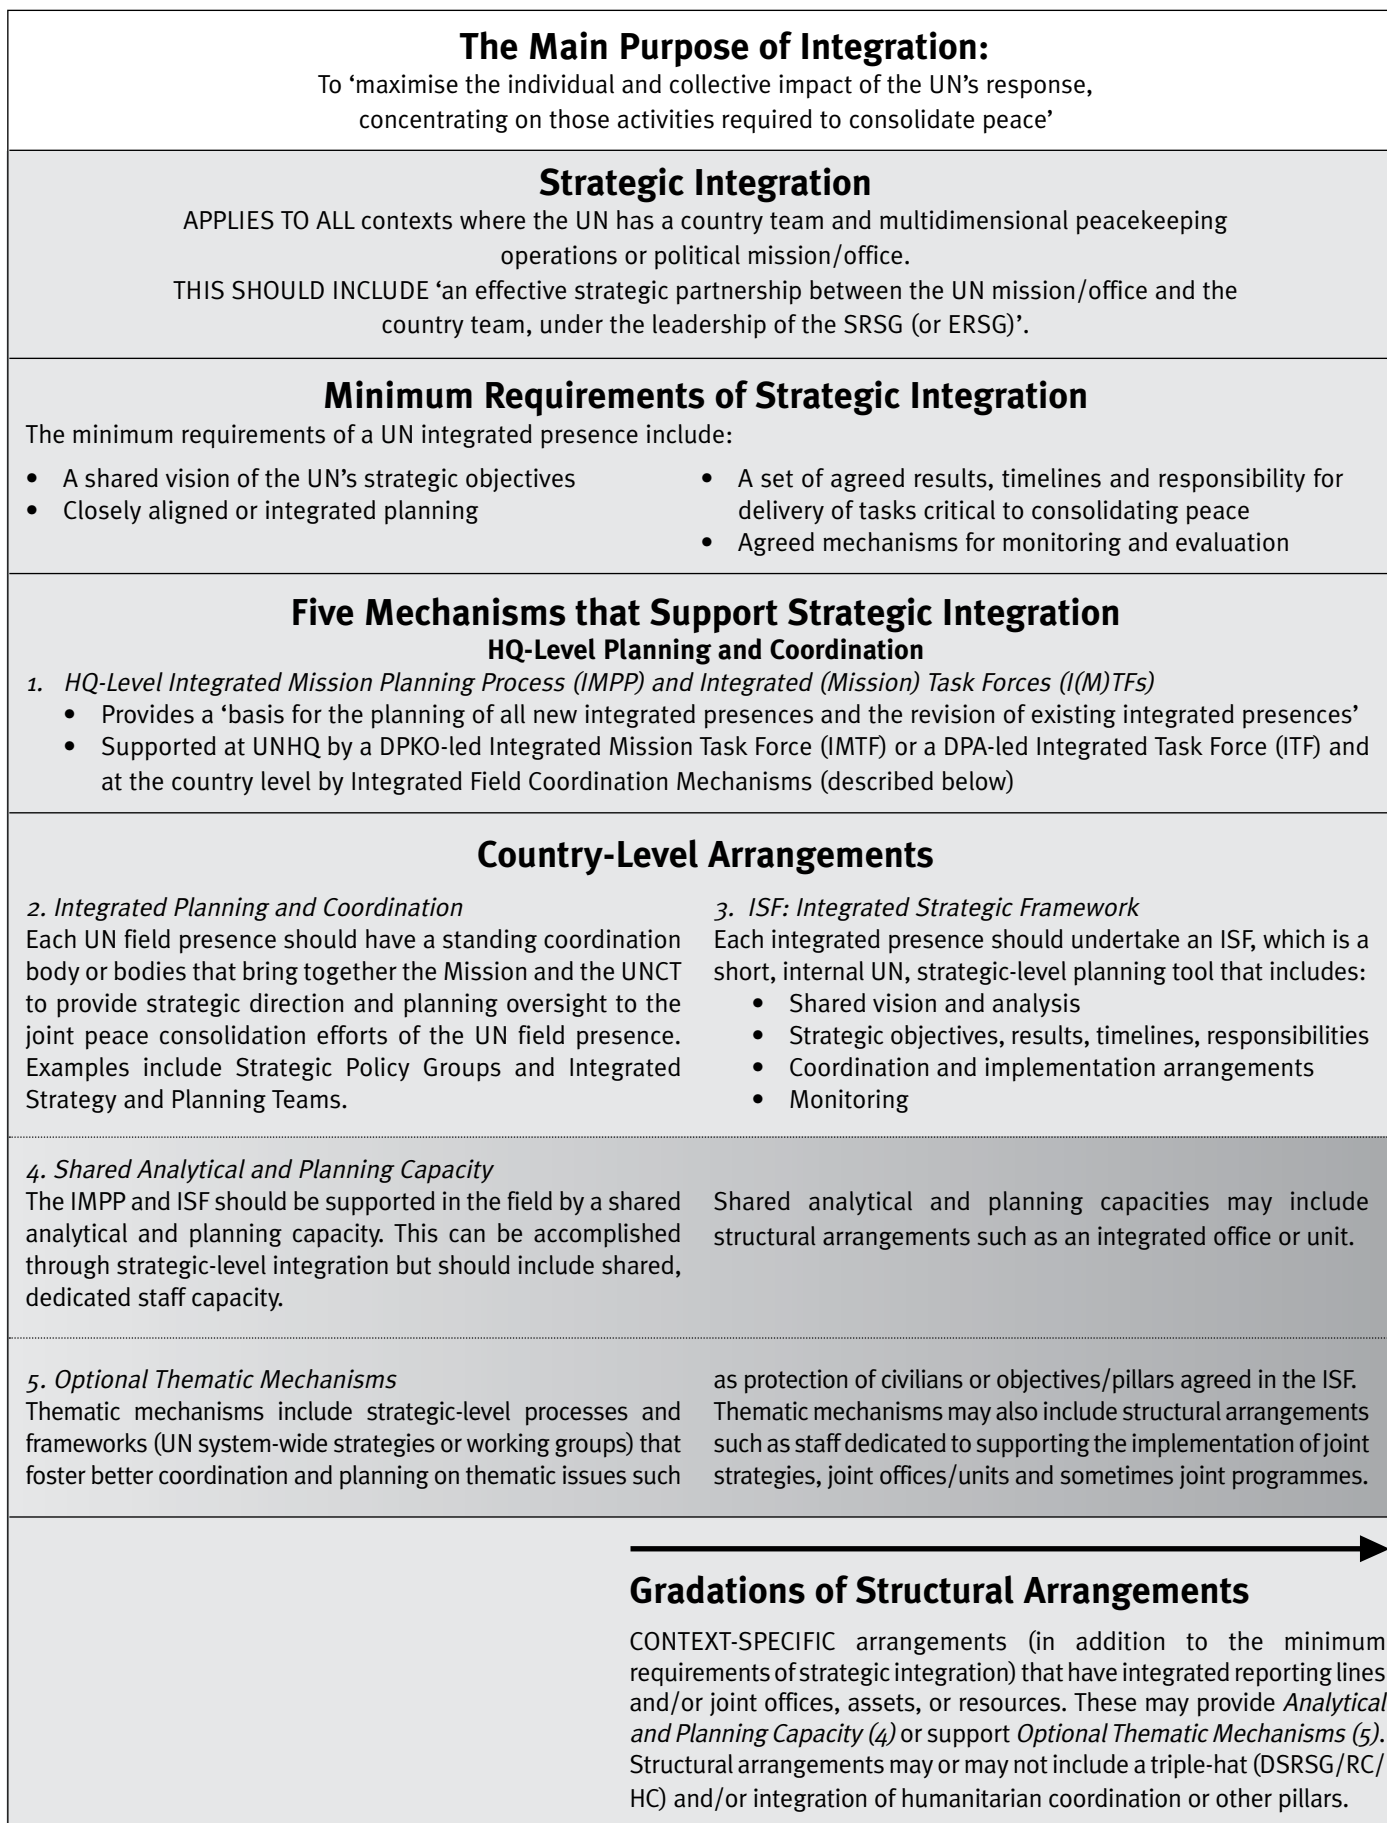 The Main Purpose of Integration:
To ‘maximise the individual and collective impact of the UN’s response,
concentrating on those activities required to consolidate peace’
Strategic Integration
APPLIES TO ALL contexts where the UN has a country team and multidimensional peacekeeping
operations or political mission/office.
THIS SHOULD INCLUDE ‘an effective strategic partnership between the UN mission/office and the
country team, under the leadership of the SRSG (or ERSG)’.
Minimum Requirements of Strategic Integration
The minimum requirements of a UN integrated presence include:
• A shared vision of the UN’s strategic objectives
• Closely aligned or integrated planning
• A set of agreed results, timelines and responsibility for
delivery of tasks critical to consolidating peace
• Agreed mechanisms for monitoring and evaluation
Five Mechanisms that Support Strategic Integration
HQ-Level Planning and Coordination
1. HQ-Level Integrated Mission Planning Process (IMPP) and Integrated (Mission) Task Forces (I(M)TFs)
• Provides a ‘basis for the planning of all new integrated presences and the revision of existing integrated presences’
• Supported at UNHQ by a DPKO-led Integrated Mission Task Force (IMTF) or a DPA-led Integrated Task Force (ITF) and
at the country level by Integrated Field Coordination Mechanisms (described below)
Country-Level Arrangements
2. Integrated Planning and Coordination
Each UN field presence should have a standing coordination
body or bodies that bring together the Mission and the UNCT
to provide strategic direction and planning oversight to the
joint peace consolidation efforts of the UN field presence.
Examples include Strategic Policy Groups and Integrated
Strategy and Planning Teams.
3. ISF: Integrated Strategic Framework
Each integrated presence should undertake an ISF, which is a
short, internal UN, strategic-level planning tool that includes:
• Shared vision and analysis
• Strategic objectives, results, timelines, responsibilities
• Coordination and implementation arrangements
• Monitoring
4. Shared Analytical and Planning Capacity
The IMPP and ISF should be supported in the field by a shared
analytical and planning capacity. This can be accomplished
through strategic-level integration but should include shared,
dedicated staff capacity.
Shared analytical and planning capacities may include
structural arrangements such as an integrated office or unit.
5. Optional Thematic Mechanisms
Thematic mechanisms include strategic-level processes and
frameworks (UN system-wide strategies or working groups) that
foster better coordination and planning on thematic issues such
as protection of civilians or objectives/pillars agreed in the ISF.
Thematic mechanisms may also include structural arrangements
such as staff dedicated to supporting the implementation of joint
strategies, joint offices/units and sometimes joint programmes.
Gradations of Structural Arrangements
CONTEXT-SPECIFIC arrangements (in addition to the minimum
requirements of strategic integration) that have integrated reporting lines
and/or joint offices, assets, or resources. These may provide Analytical
and Planning Capacity (4) or support Optional Thematic Mechanisms (5).
Structural arrangements may or may not include a triple-hat (DSRSG/RC/
HC) and/or integration of humanitarian coordination or other pillars.